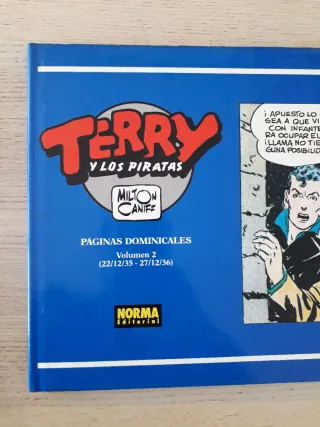 TERRY
Y LOS PIRATAS
MILTON
CANIFF
PÁGINAS DOMINICALES
Volumen 2
(22/12/35 - 27/12/36)
NORMA
Editorial
¡ APUESTO LO
SEA A QUE VI
CON INFANTE
RA OCUPAR EL
¡LLAMA NO TIE
GUNA POSIBILID